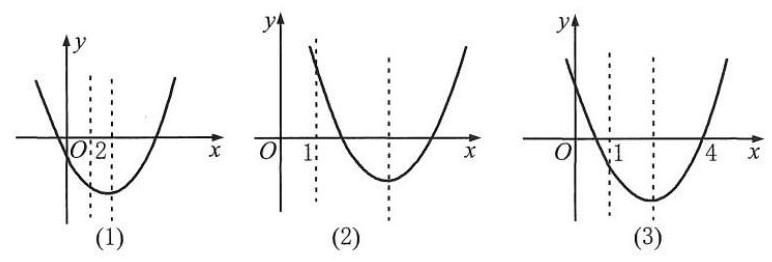 y
O 2 x
(1)
y
O 1 x
(2)
y
O 1 4 x
(3)